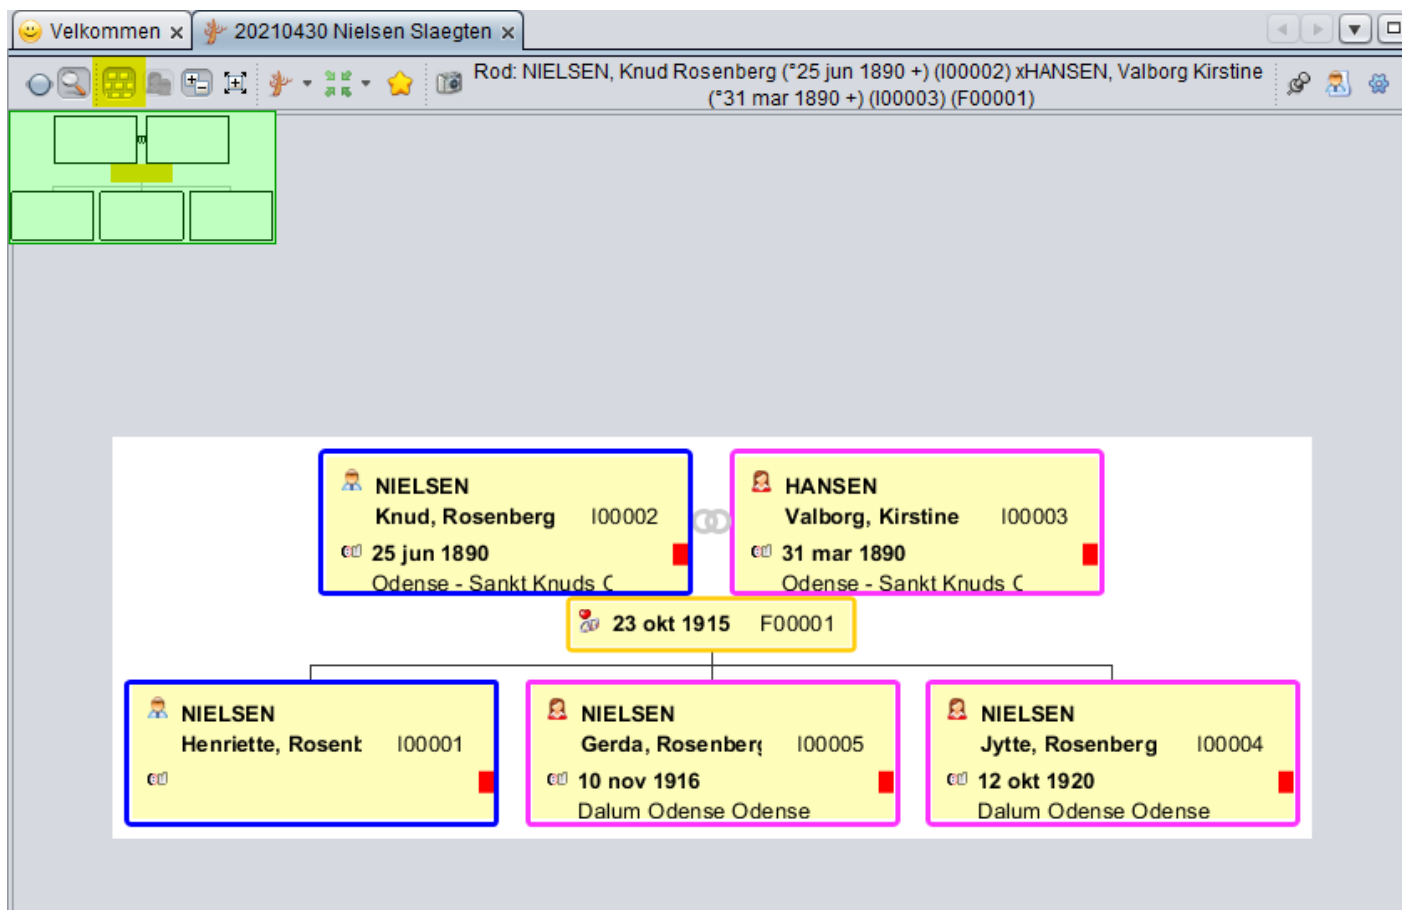 Velkommen
20210430 Nielsen Slaegten
Rod: NIELSEN, Knud Rosenberg (*25 jun 1890 +) (I00002) xHANSEN, Valborg Kirstine
(*31 mar 1890 +) (I00003) (F00001)
NIELSEN
Knud, Rosenberg I00002
25 jun 1890
Odense - Sankt Knuds
HANSEN
Valborg, Kirstine I00003
31 mar 1890
Odense - Sankt Knuds
23 okt 1915 F00001
NIELSEN
Henriette, I00001
NIELSEN
Gerda, Rosenberg I00005
10 nov 1916
Dalum Odense Odense
NIELSEN
Jytte, Rosenberg I00004
12 okt 1920
Dalum Odense Odense